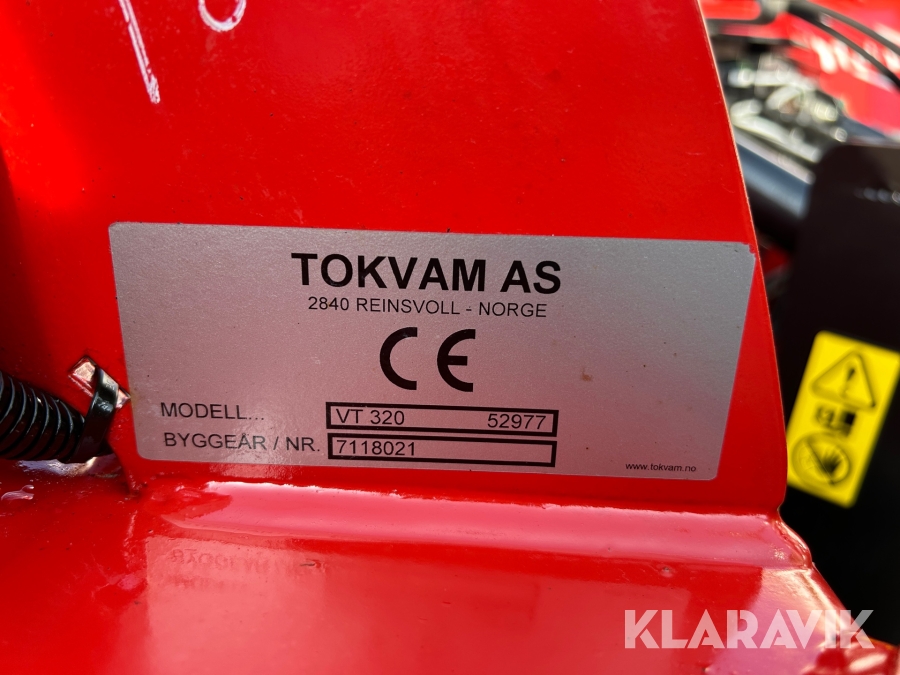 TOKVAM AS
2840 REINSVOLL - NORGE
CE
MODELL... VT 320 52977
BYGGEÅR / NR. 7118021
www.tokvam.no
KLARAVIK